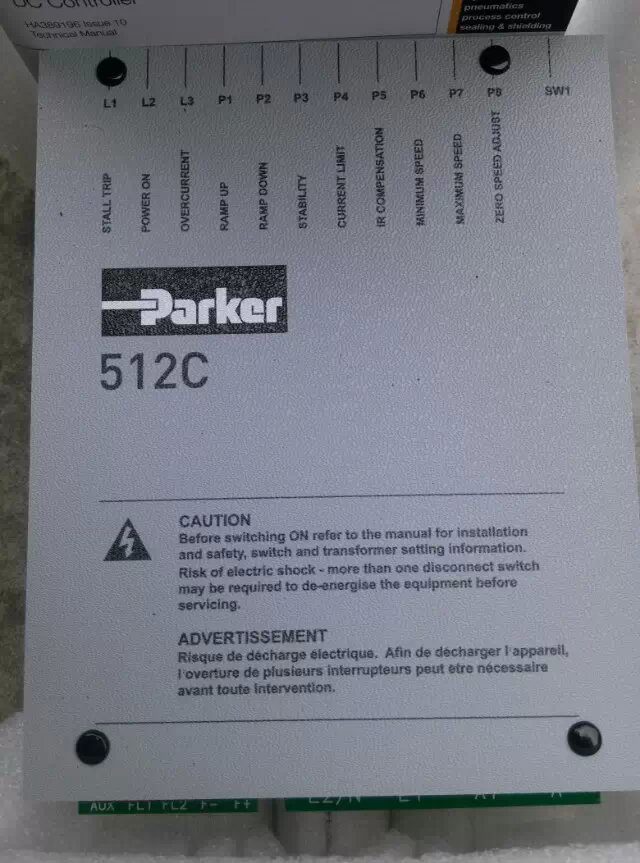 DC Controller
HA389196 Issue 10
Technical Manual
pneumatics
process control
sealing & shielding
L1 L2 L3 P1 P2 P3 P4 P5 P6 P7 P8 SW1
STALL TRIP
POWER ON
OVERCURRENT
RAMP UP
RAMP DOWN
STABILITY
CURRENT LIMIT
IR COMPENSATION
MINIMUM SPEED
MAXIMUM SPEED
ZERO SPEED ADJUST
Parker
512C
CAUTION
Before switching ON refer to the manual for installation
and safety, switch and transformer setting information.
Risk of electric shock - more than one disconnect switch
may be required to de-energise the equipment before
servicing.
ADVERTISSEMENT
Risque de décharge électrique. Afin de décharger l'appareil,
l'overture de plusieurs interrupteurs peut etre nécessaire
avant toute intervention.
AUX FL1 FL2 F- F+ L2/N L1 A+ A-